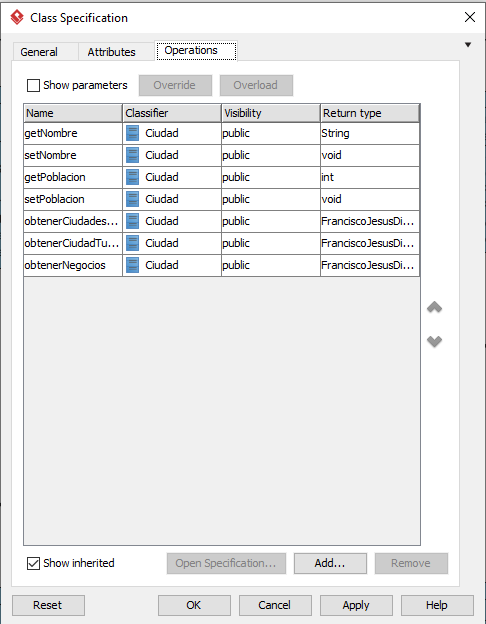 Class Specification
General Attributes Operations
Show parameters Override Overload
Name Classifier Visibility Return type
getNombre Ciudad public String
setNombre Ciudad public void
getPoblacion Ciudad public int
setPoblacion Ciudad public void
obtenerCiudades... Ciudad public FranciscoJesusDi...
obtenerCiudadTu... Ciudad public FranciscoJesusDi...
obtenerNegocios Ciudad public FranciscoJesusDi...
Show inherited Open Specification... Add... Remove
Reset OK Cancel Apply Help